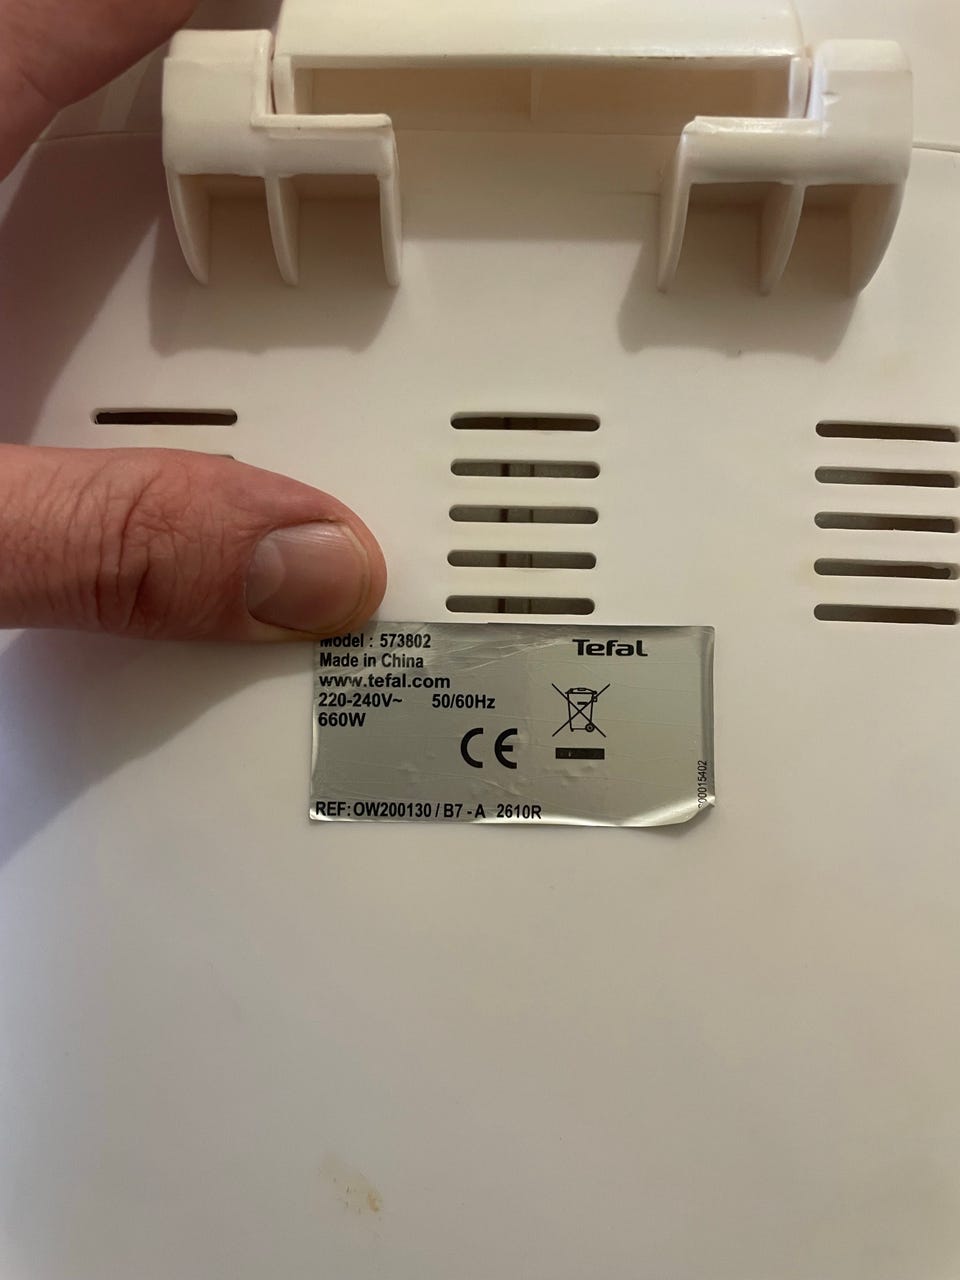 Model : 573802
Tefal
Made in China
www.tefal.com
220-240V~ 50/60Hz
660W
CE
REF:OW200130 / B7 - A 2610R